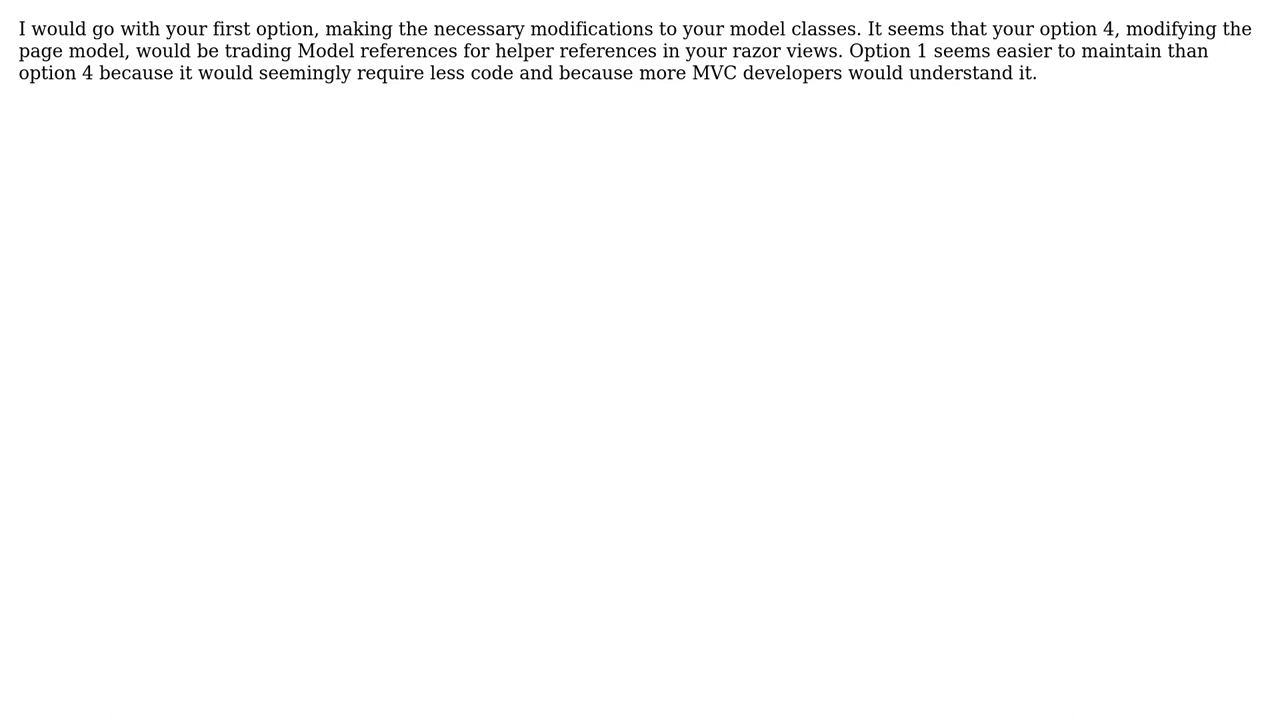 I would go with your first option, making the necessary modifications to your model classes. It seems that your option 4, modifying the
page model, would be trading Model references for helper references in your razor views. Option 1 seems easier to maintain than
option 4 because it would seemingly require less code and because more MVC developers would understand it.